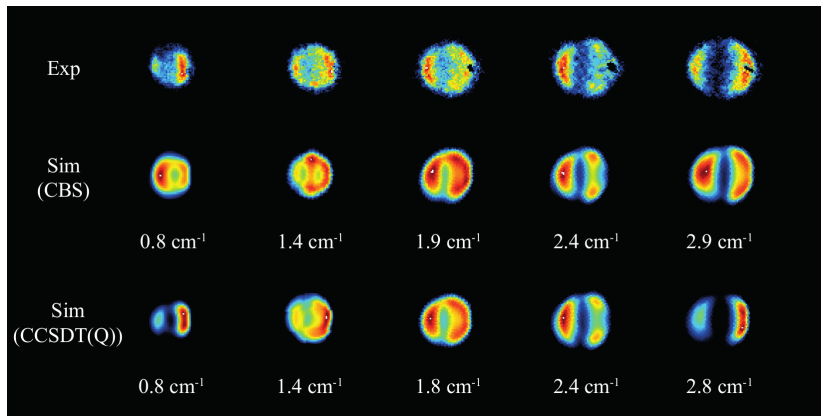 Exp
Sim
(CBS)
0.8 cm⁻¹ 1.4 cm⁻¹ 1.9 cm⁻¹ 2.4 cm⁻¹ 2.9 cm⁻¹
Sim
(CCSDT(Q))
0.8 cm⁻¹ 1.4 cm⁻¹ 1.8 cm⁻¹ 2.4 cm⁻¹ 2.8 cm⁻¹